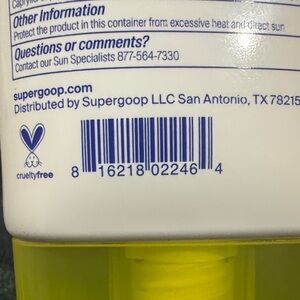 Other Information
Protect the product in this container from excessive heat and direct sun
Questions or comments?
Contact our Sun Specialists 877-564-7330
supergoop.com
Distributed by Supergoop LLC San Antonio, TX 78215
crueltyfree
8 16218 02246 4